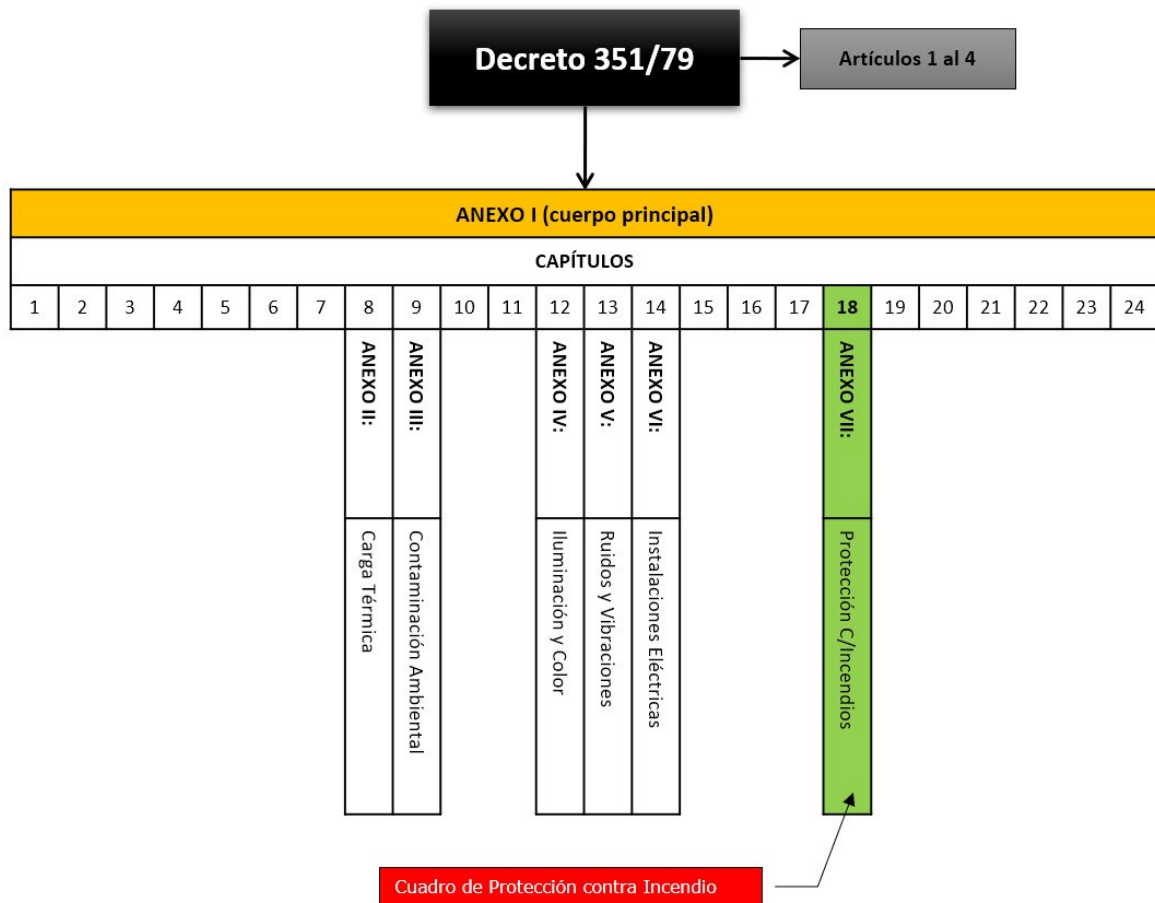 Decreto 351/79
Artículos 1 al 4
ANEXO I (cuerpo principal)
CAPÍTULOS
1 2 3 4 5 6 7 8 9 10 11 12 13 14 15 16 17 18 19 20 21 22 23 24
ANEXO II:
Carga Térmica
ANEXO III:
Contaminación Ambiental
ANEXO IV:
Iluminación y Color
ANEXO V:
Ruidos y Vibraciones
ANEXO VI:
Instalaciones Eléctricas
ANEXO VII:
Protección C/Incendios
Cuadro de Protección contra Incendio